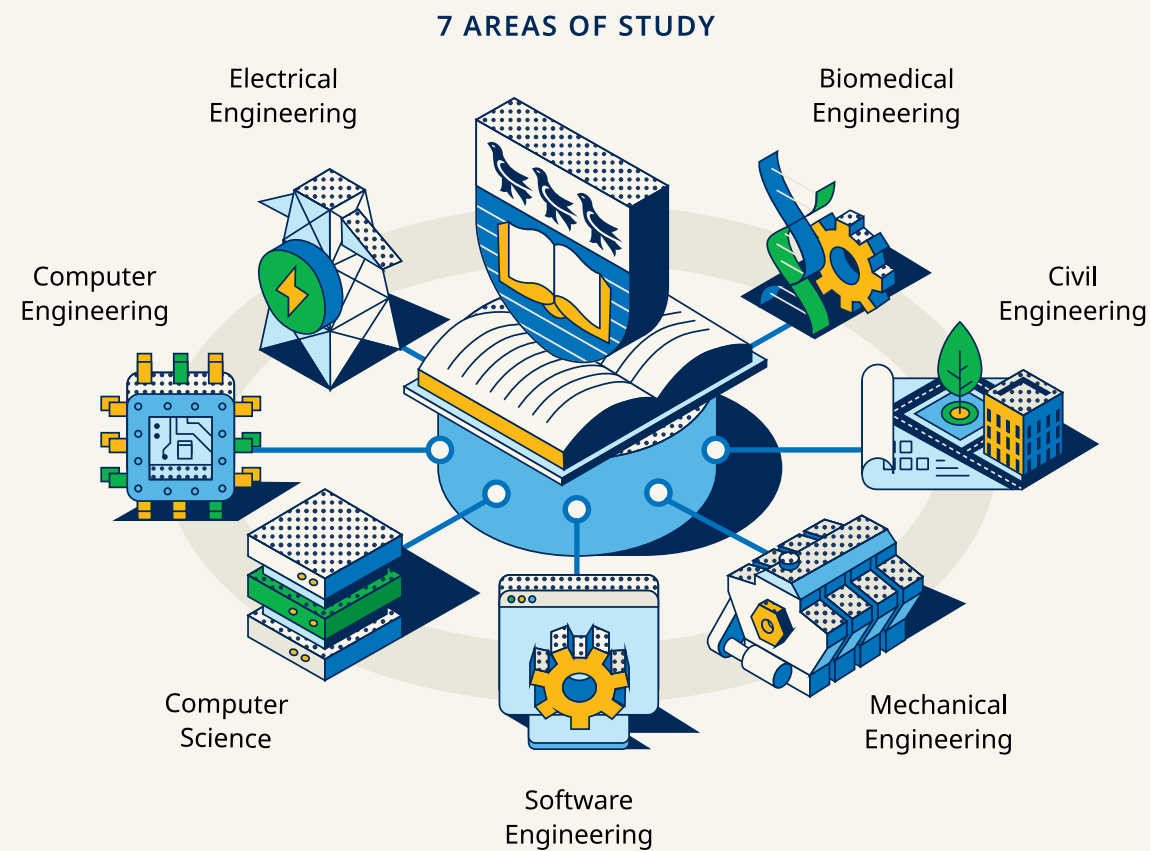 7 AREAS OF STUDY
Electrical
Engineering
Biomedical
Engineering
Computer
Engineering
Civil
Engineering
Computer
Science
Mechanical
Engineering
Software
Engineering